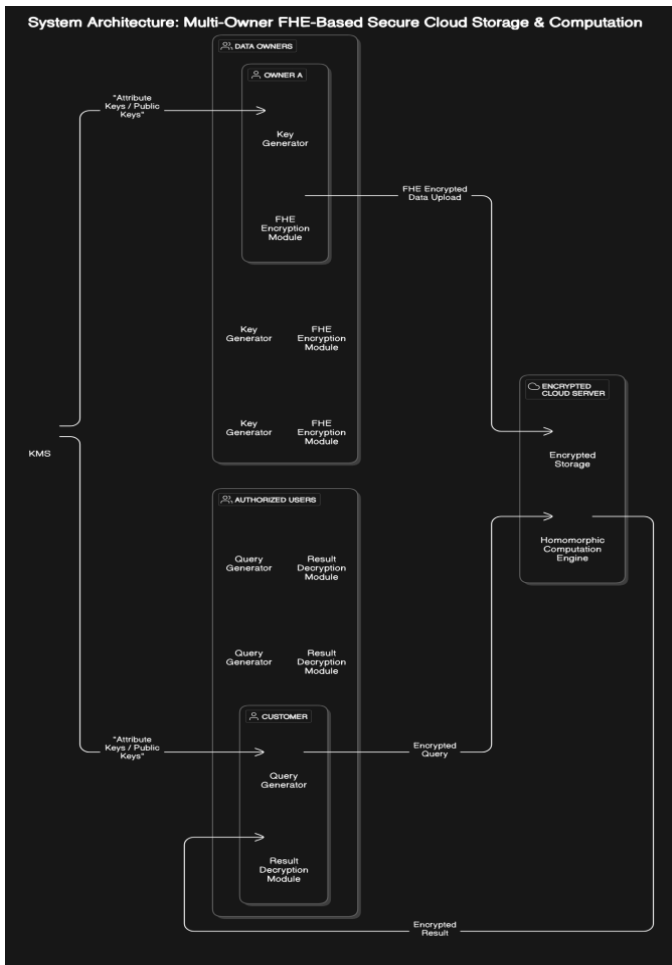 System Architecture: Multi-Owner FHE-Based Secure Cloud Storage & Computation
DATA OWNERS
OWNER A
"Attribute
Keys / Public
Keys"
Key
Generator
FHE Encrypted
Data Upload
FHE
Encryption
Module
Key
Generator
FHE
Encryption
Module
Key
Generator
FHE
Encryption
Module
ENCRYPTED
CLOUD SERVER
Encrypted
Storage
Homomorphic
Computation
Engine
KMS
AUTHORIZED USERS
Query
Generator
Result
Decryption
Module
Query
Generator
Result
Decryption
Module
CUSTOMER
"Attribute
Keys / Public
Keys"
Query
Generator
Encrypted
Query
Result
Decryption
Module
Encrypted
Result